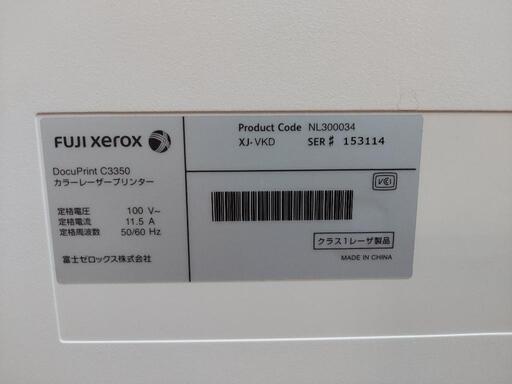 FUJI xerox
Product Code NL300034
XJ-VKD SER # 153114
DocuPrint C3350
カラーレーザープリンター
定格電圧 100 V~
定格電流 11.5 A
定格周波数 50/60 Hz
富士ゼロックス株式会社
VCI
クラス1レーザ製品
MADE IN CHINA